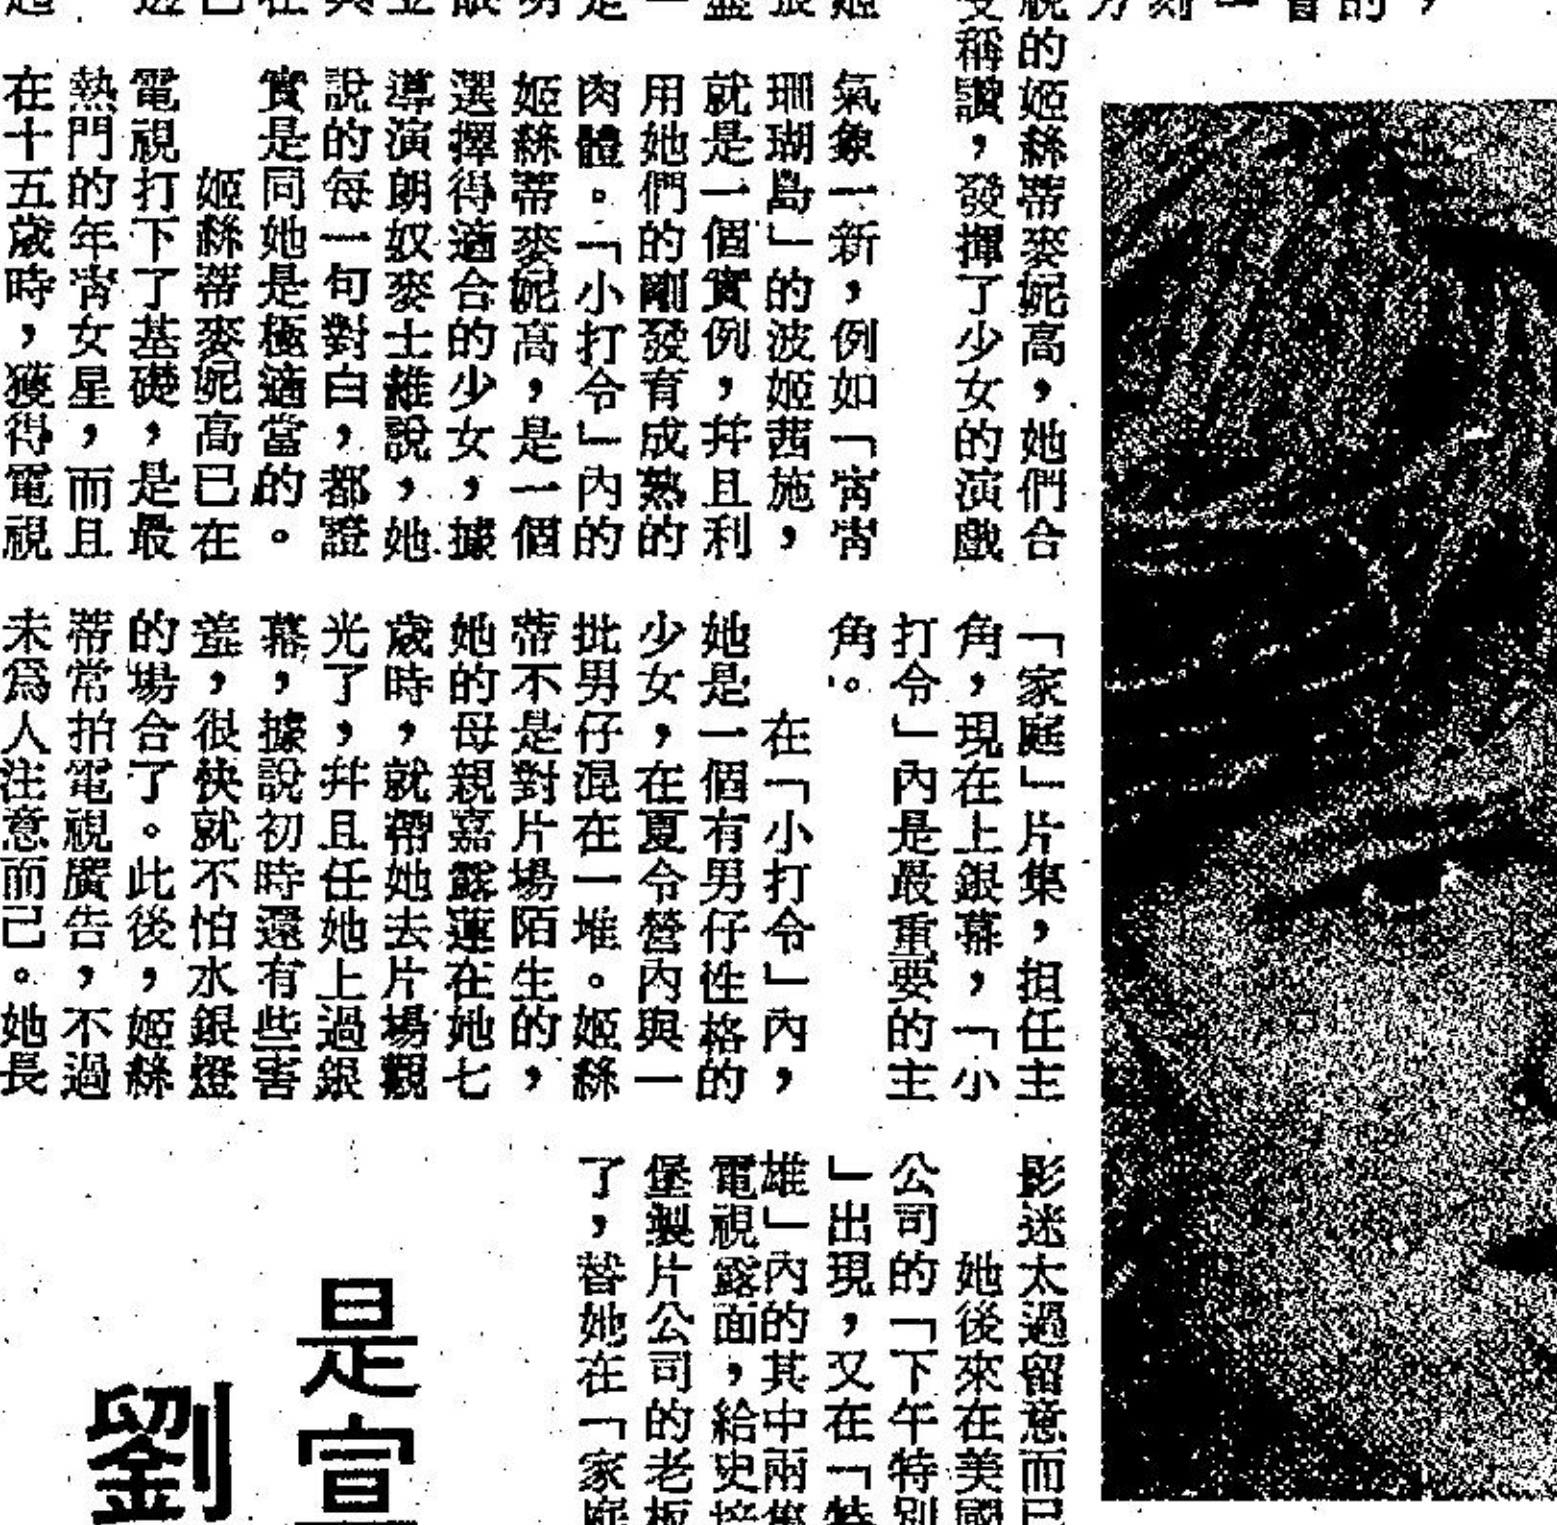 視的姬絲蒂麥妮高，她們合
受稱讚，發揮了少女的演戲
氣象一新，例如「青青
珊瑚島」的波姬茜施，
就是一個實例，幷且利
用她們的剛發育成熟的
肉體。「小打令」內的
姬絲蒂麥妮高，是一個
選擇得適合的少女，據
導演朗奴麥士維說，她
說的每一句對白，都證
實是同她是極適當的。
姬絲蒂麥妮高已在
電視打下了基礎，是最
熱門的年青女星，而且
在十五歲時，獲得電視
「家庭」片集，担任主
角，現在上銀幕，「小
打令」內是最重要的主
角。
在「小打令」內，
她是一個有男仔性格的
少女，在夏令營內與一
批男仔混在一堆。姬絲
蒂不是對片場陌生的，
她的母親嘉露蓮在她七
歲時，就帶她去片場觀
光了，幷且任她上過銀
幕，據說初時還有些害
羞，很快就不怕水銀燈
的場合了。此後，姬絲
蒂常拍電視廣告，不過
未爲人注意而已。她長
影迷太過留意而已
她後來在美國
公司的「下午特別
」出現，又在「特
雄」內的其中兩集
電視露面，給史培
堡製片公司的老板
了，替她在「家庭
是宣
劉